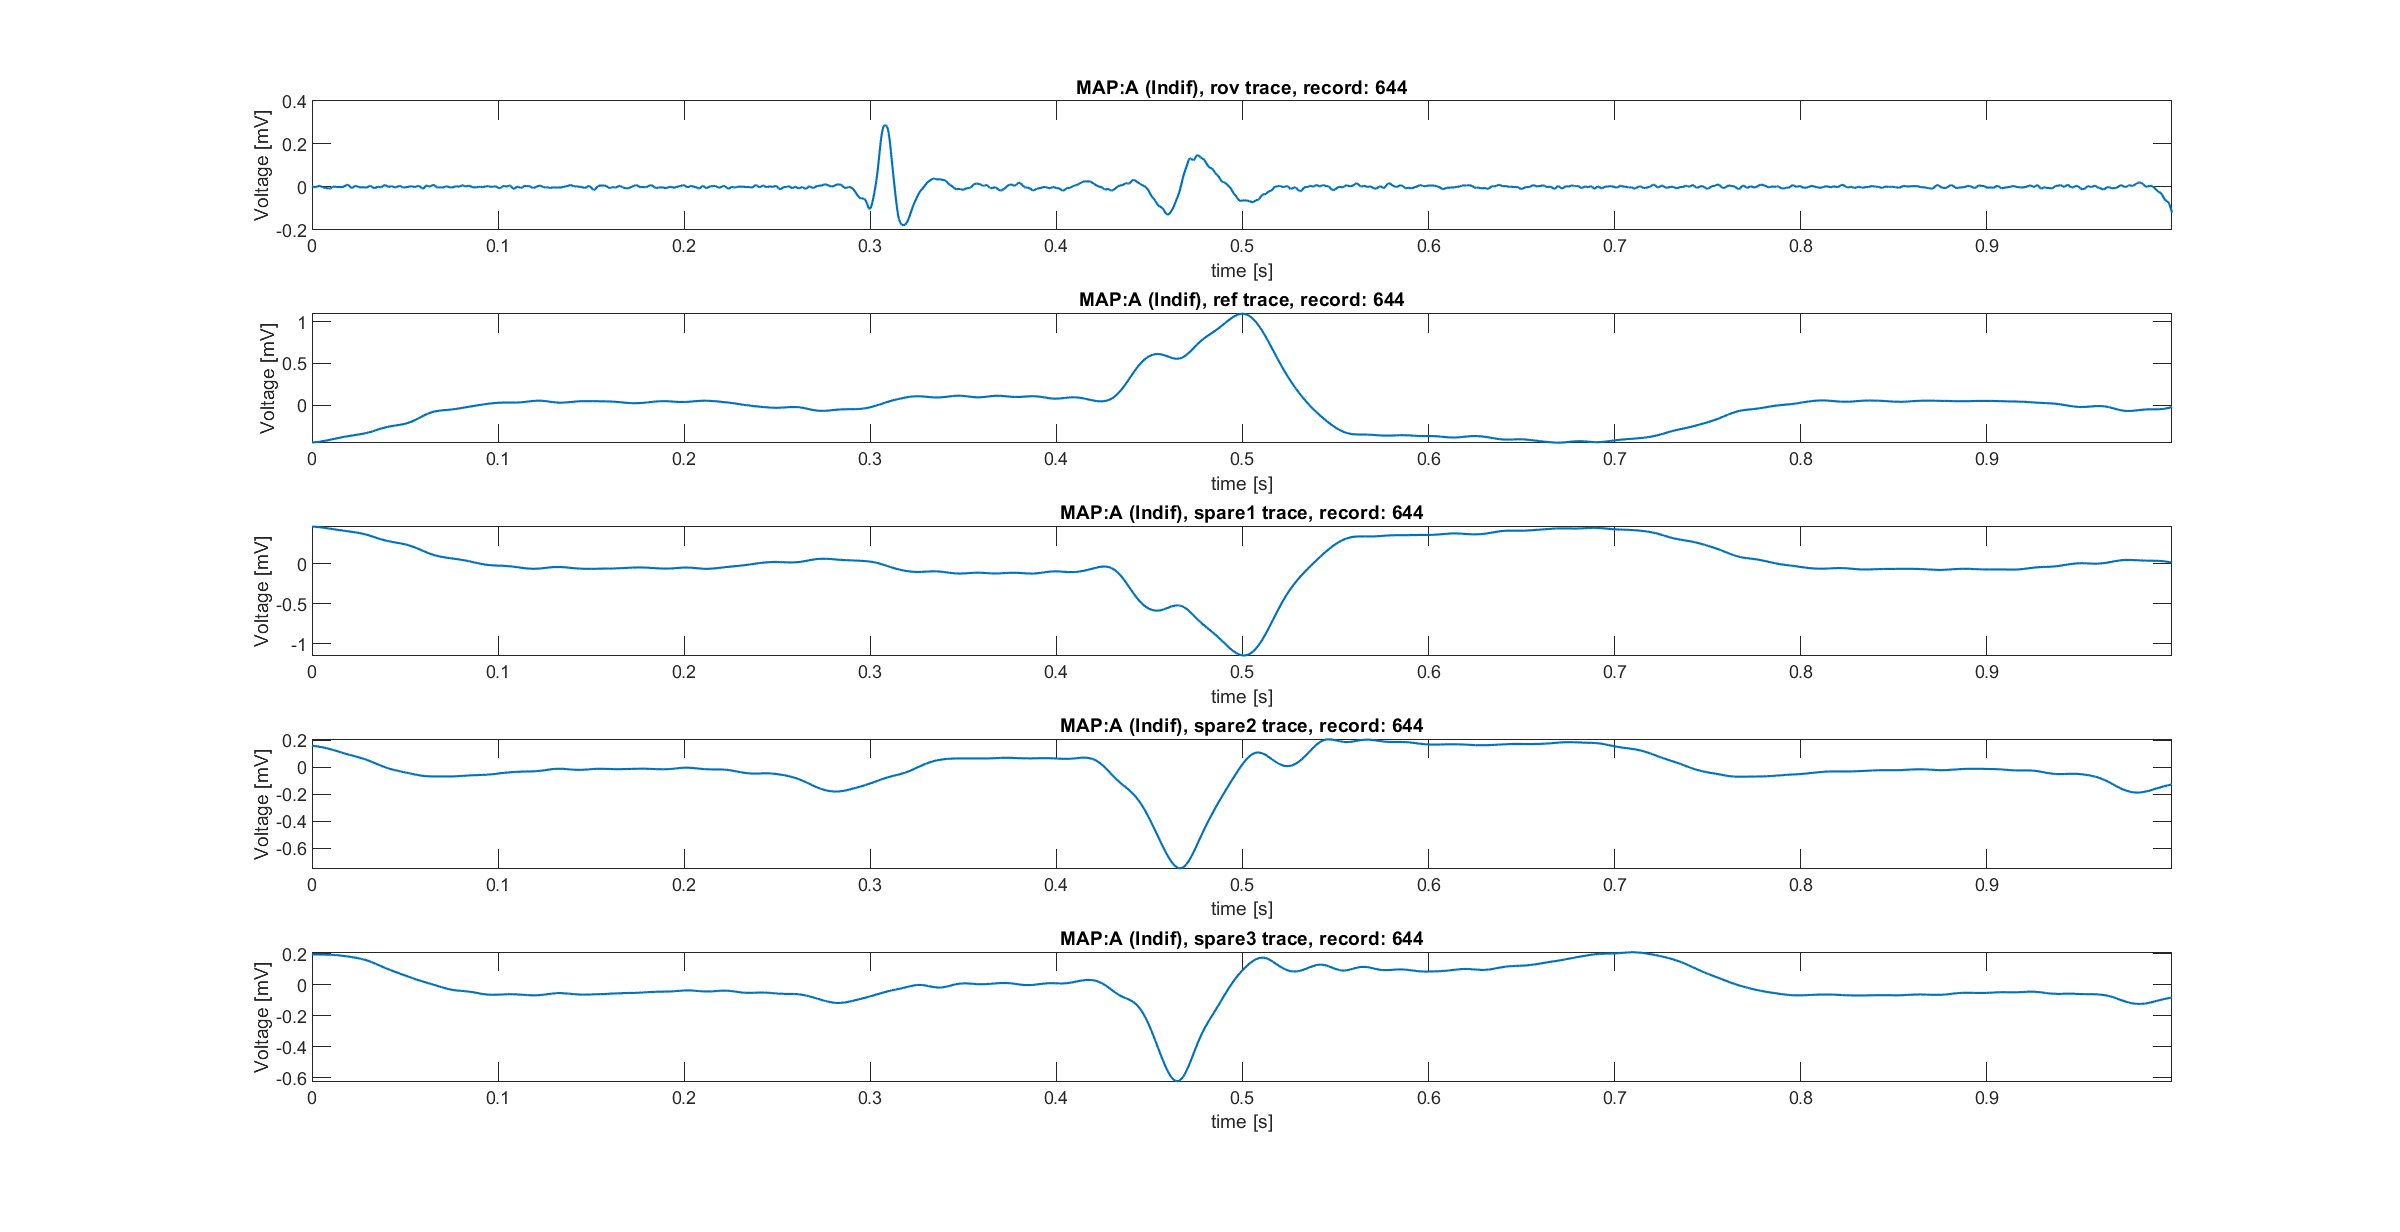 MAP:A (Indif), rov trace, record: 644
Voltage [mV]
0.4
0.2
0
-0.2
0 0.1 0.2 0.3 0.4 0.5 0.6 0.7 0.8 0.9
time [s]
MAP:A (Indif), ref trace, record: 644
Voltage [mV]
1
0.5
0
0 0.1 0.2 0.3 0.4 0.5 0.6 0.7 0.8 0.9
time [s]
MAP:A (Indif), spare1 trace, record: 644
Voltage [mV]
0
-0.5
-1
0 0.1 0.2 0.3 0.4 0.5 0.6 0.7 0.8 0.9
time [s]
MAP:A (Indif), spare2 trace, record: 644
Voltage [mV]
0.2
0
-0.2
-0.4
-0.6
0 0.1 0.2 0.3 0.4 0.5 0.6 0.7 0.8 0.9
time [s]
MAP:A (Indif), spare3 trace, record: 644
Voltage [mV]
0.2
0
-0.2
-0.4
-0.6
0 0.1 0.2 0.3 0.4 0.5 0.6 0.7 0.8 0.9
time [s]